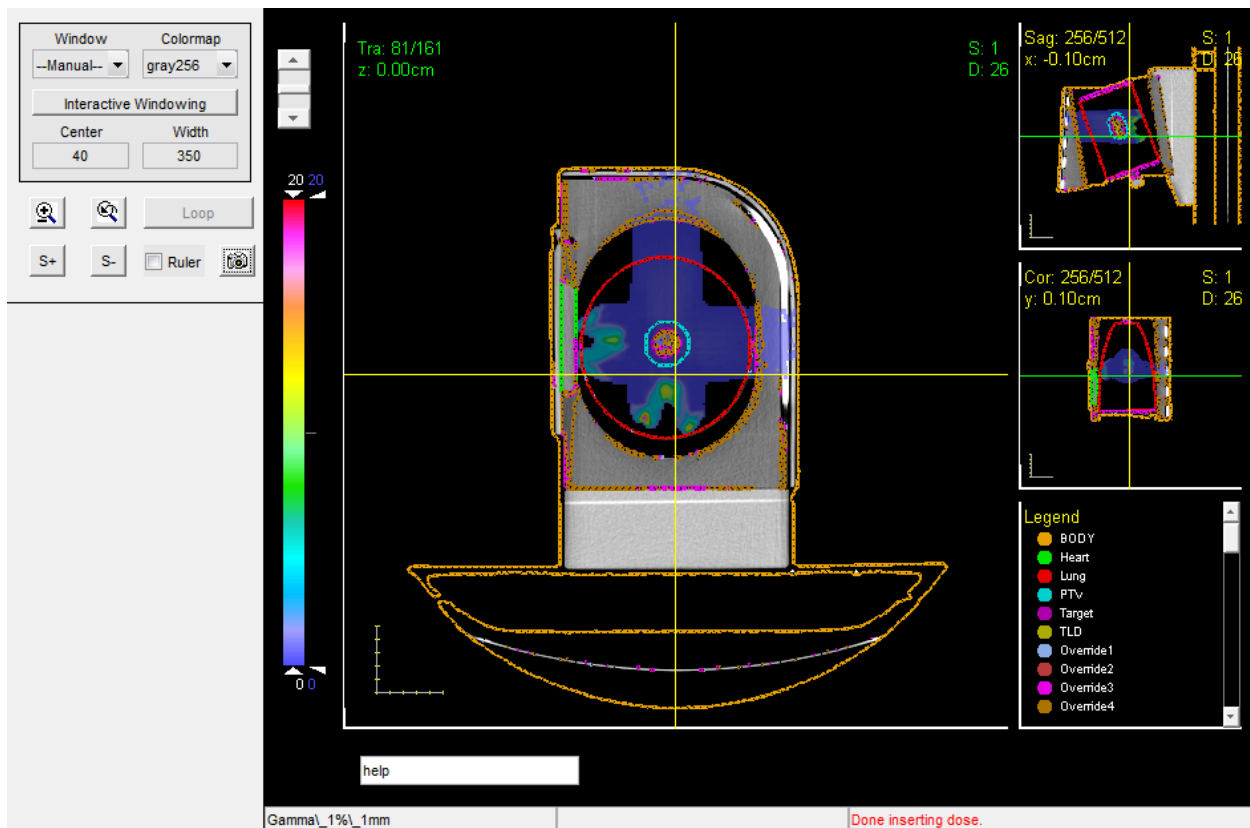 Window Colormap
--Manual-- gray256
Interactive Windowing
Center Width
40 350
Loop
S+ S- Ruler
Tra: 81/161
z: 0.00cm
S: 1
D: 26
20 20
0 0
Sag: 256/512 S: 1
x: -0.10cm D: 26
Cor: 256/512 S: 1
y: 0.10cm D: 26
Legend
BODY
Heart
Lung
PTV
Target
TLD
Override1
Override2
Override3
Override4
help
Gamma\_1%\_1mm
Done inserting dose.